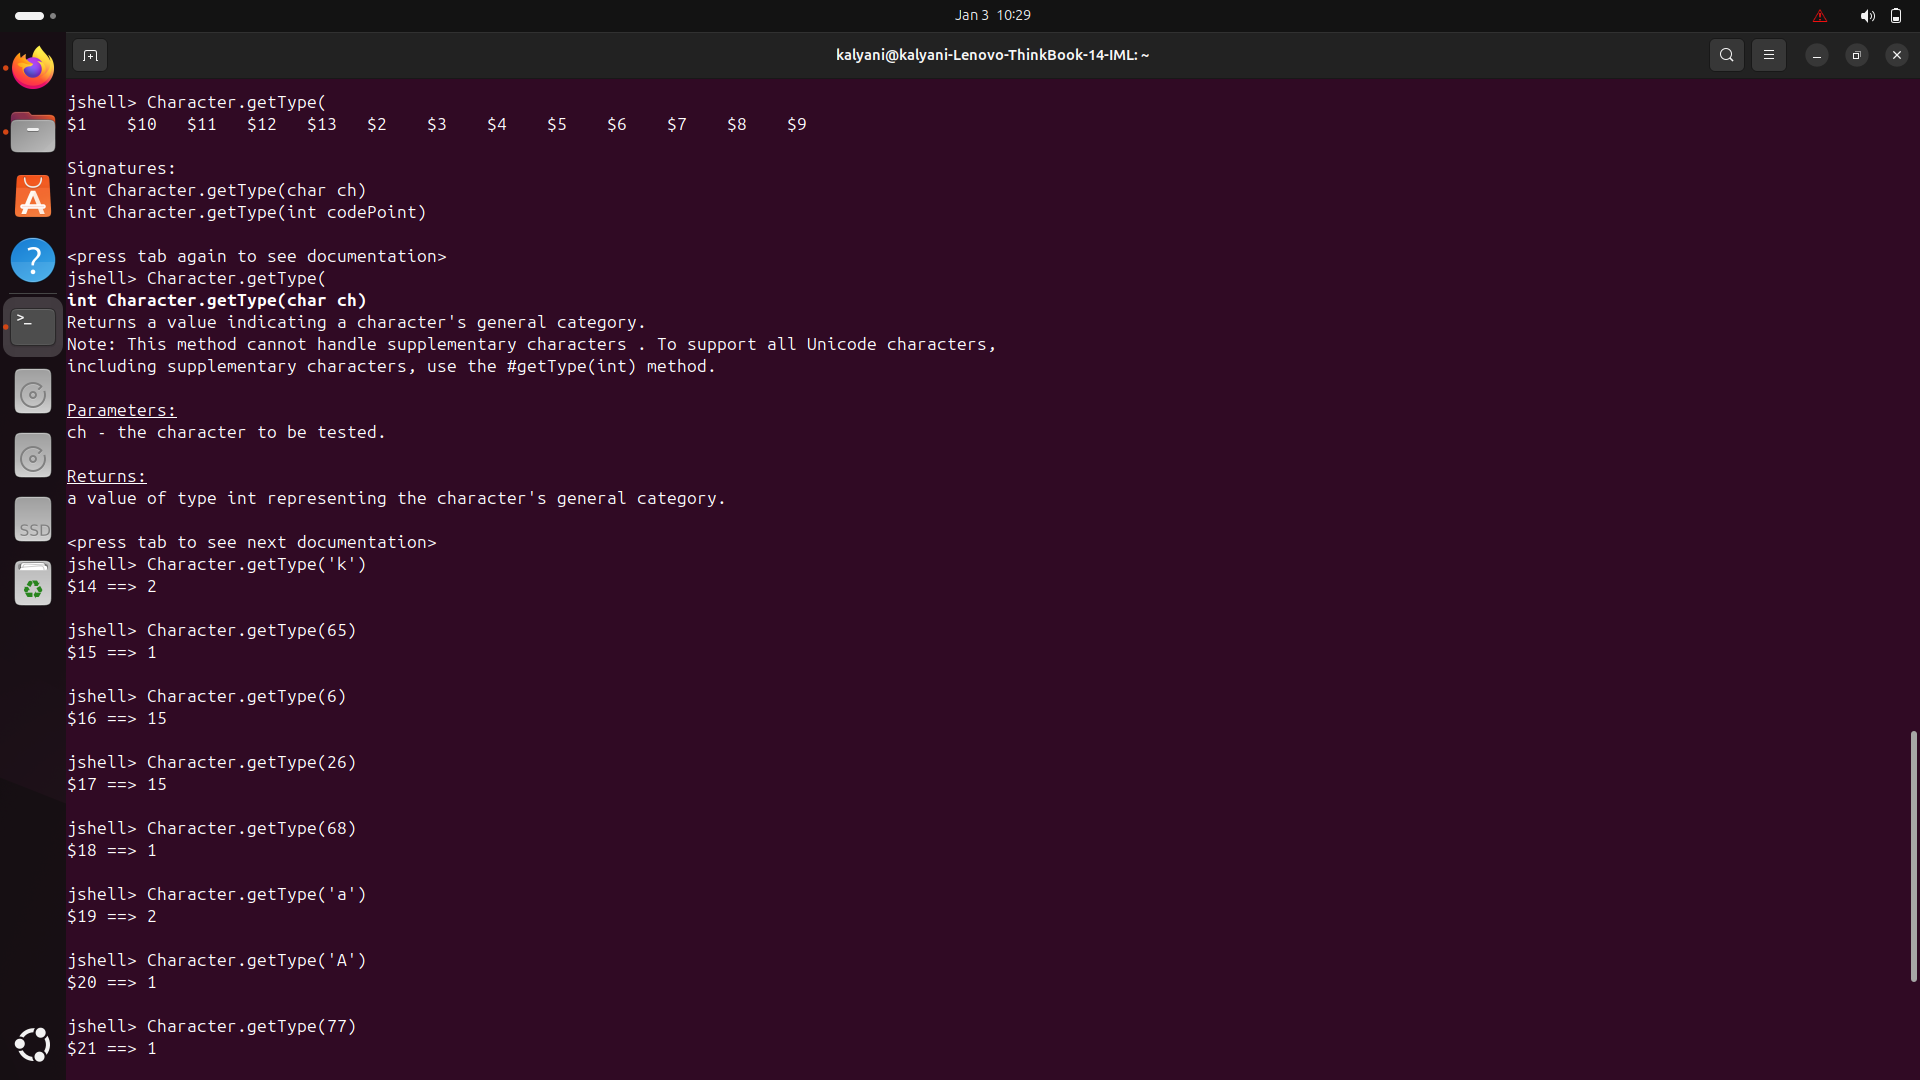 Jan 3 10:29
kalyani@kalyani-Lenovo-ThinkBook-14-IML: ~
jshell> Character.getType(
$1 $10 $11 $12 $13 $2 $3 $4 $5 $6 $7 $8 $9
Signatures:
int Character.getType(char ch)
int Character.getType(int codePoint)
<press tab again to see documentation>
jshell> Character.getType(
int Character.getType(char ch)
Returns a value indicating a character's general category.
Note: This method cannot handle supplementary characters . To support all Unicode characters,
including supplementary characters, use the #getType(int) method.
Parameters:
ch - the character to be tested.
Returns:
a value of type int representing the character's general category.
<press tab to see next documentation>
jshell> Character.getType('k')
$14 ==> 2
jshell> Character.getType(65)
$15 ==> 1
jshell> Character.getType(6)
$16 ==> 15
jshell> Character.getType(26)
$17 ==> 15
jshell> Character.getType(68)
$18 ==> 1
jshell> Character.getType('a')
$19 ==> 2
jshell> Character.getType('A')
$20 ==> 1
jshell> Character.getType(77)
$21 ==> 1
SSD